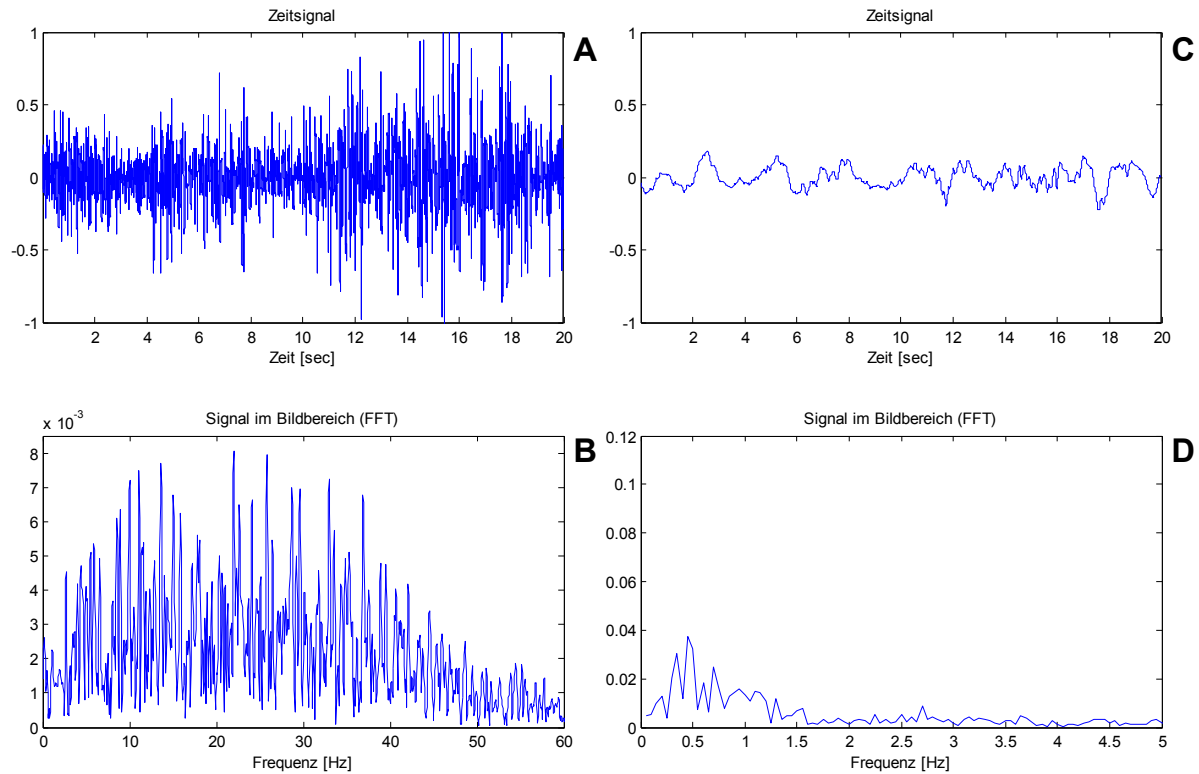 Zeitsignal
A
1
0.5
0
-0.5
-1
2 4 6 8 10 12 14 16 18 20
Zeit [sec]
Zeitsignal
C
1
0.5
0
-0.5
-1
2 4 6 8 10 12 14 16 18 20
Zeit [sec]
x 10⁻³
Signal im Bildbereich (FFT)
B
8
7
6
5
4
3
2
1
0
0 10 20 30 40 50 60
Frequenz [Hz]
Signal im Bildbereich (FFT)
D
0.12
0.1
0.08
0.06
0.04
0.02
0
0 0.5 1 1.5 2 2.5 3 3.5 4 4.5 5
Frequenz [Hz]